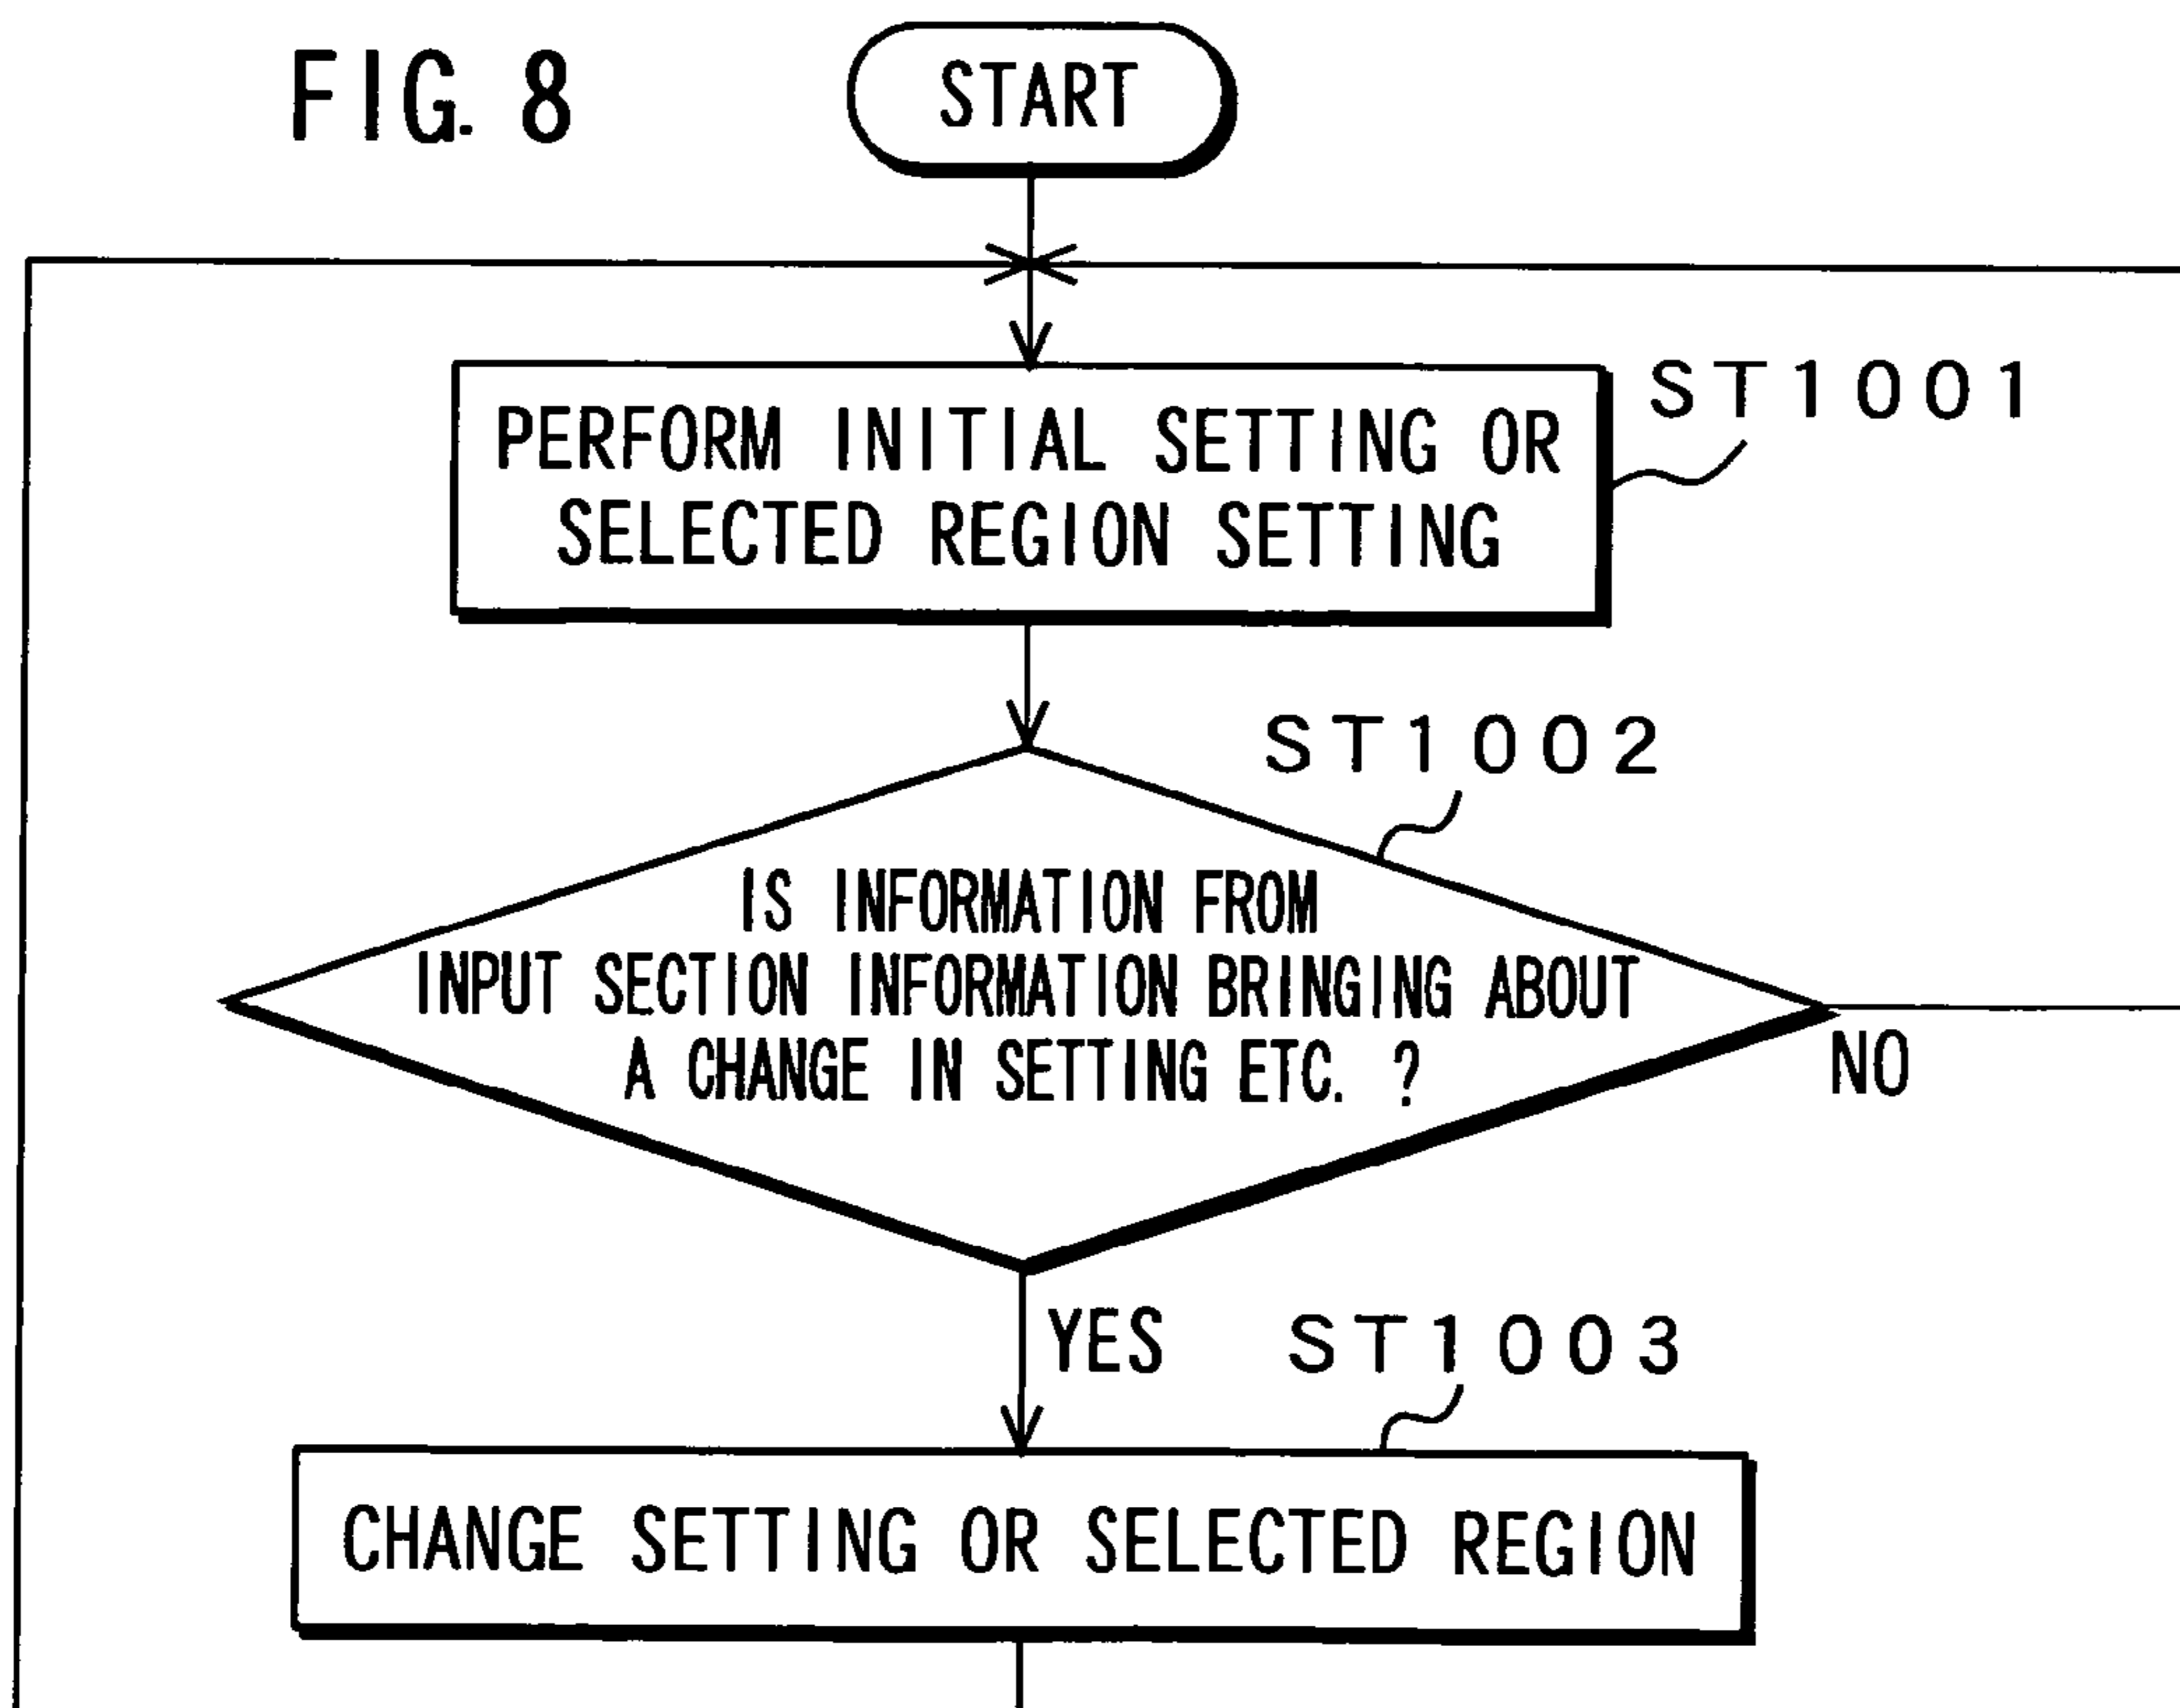 FIG. 8
START
ST1001
PERFORM INITIAL SETTING OR
SELECTED REGION SETTING
ST1002
IS INFORMATION FROM
INPUT SECTION INFORMATION BRINGING ABOUT
A CHANGE IN SETTING ETC. ?
NO
YES
ST1003
CHANGE SETTING OR SELECTED REGION